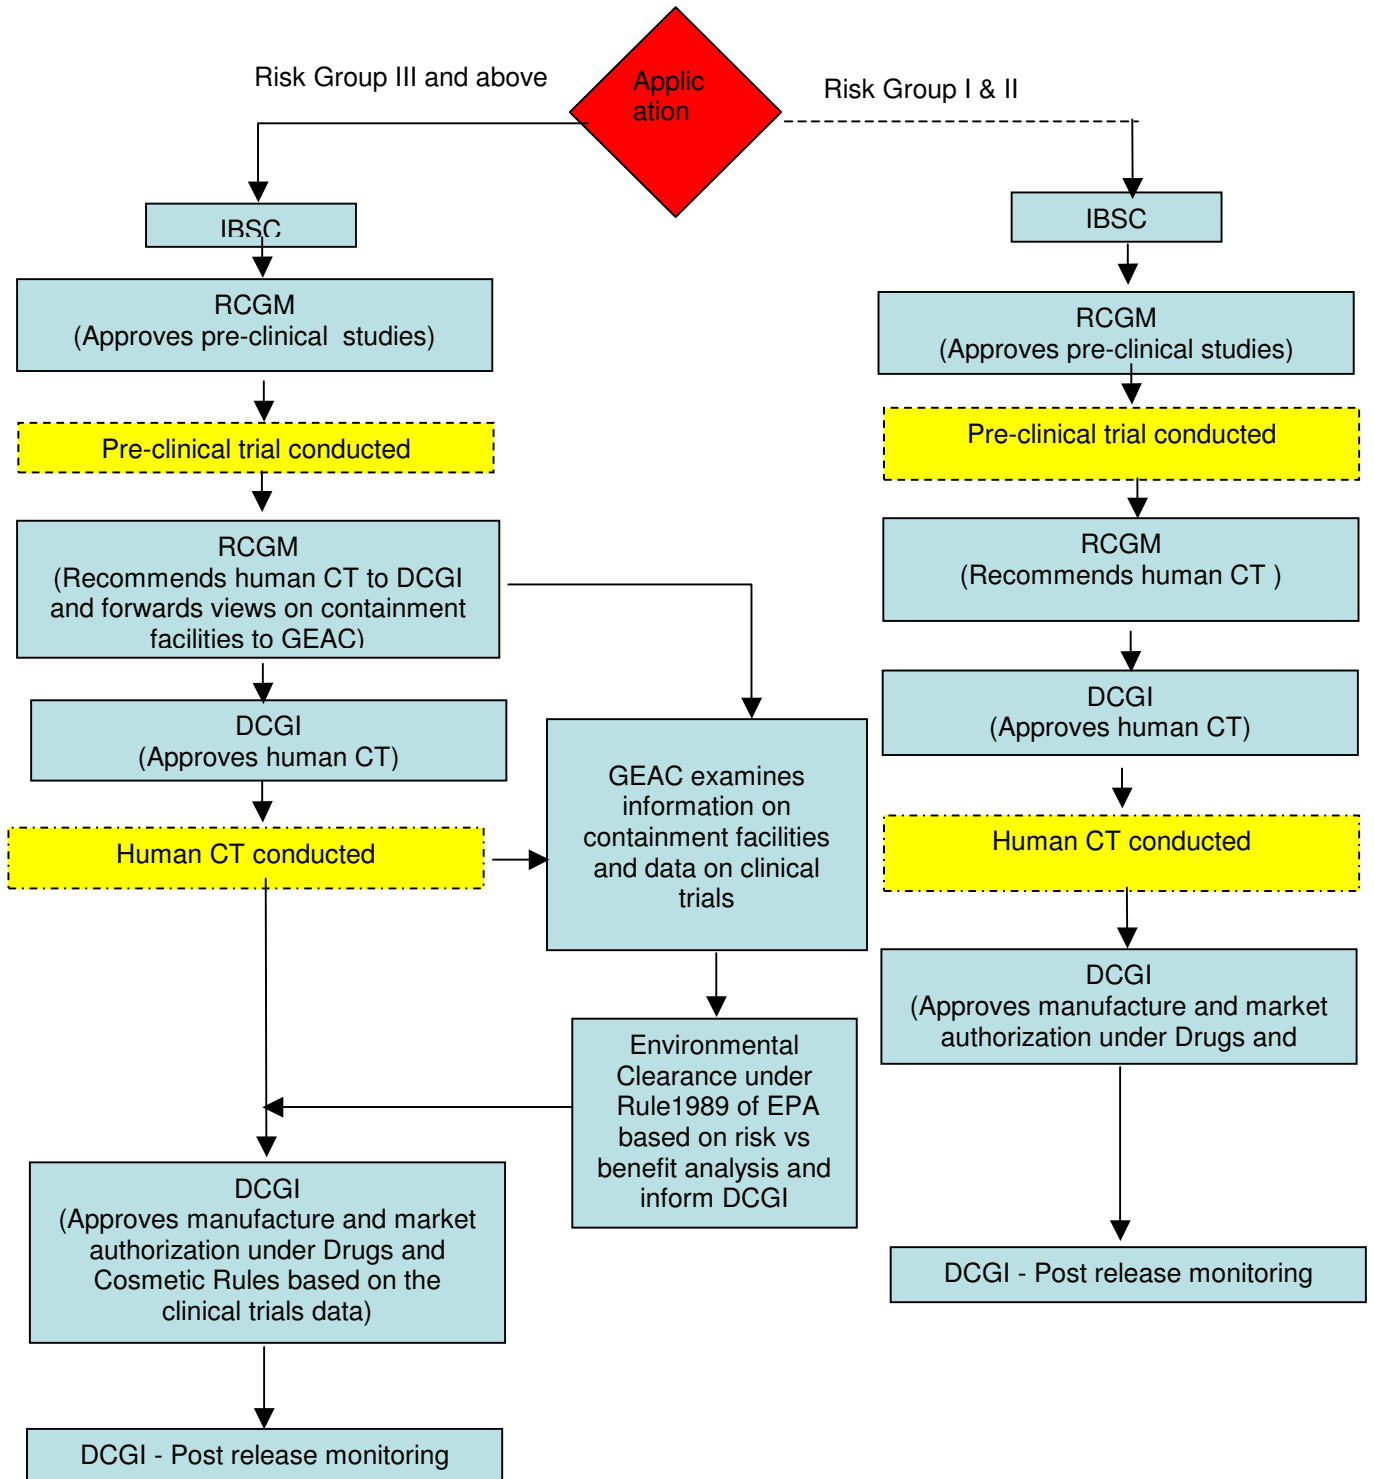 Risk Group III and above
Applic
ation
Risk Group I & II
IBSC
RCGM
(Approves pre-clinical studies)
Pre-clinical trial conducted
RCGM
(Recommends human CT to DCGI
and forwards views on containment
facilities to GEAC)
DCGI
(Approves human CT)
Human CT conducted
GEAC examines
information on
containment facilities
and data on clinical
trials
Environmental
Clearance under
Rule1989 of EPA
based on risk vs
benefit analysis and
inform DCGI
DCGI
(Approves manufacture and market
authorization under Drugs and
Cosmetic Rules based on the
clinical trials data)
DCGI - Post release monitoring
IBSC
RCGM
(Approves pre-clinical studies)
Pre-clinical trial conducted
RCGM
(Recommends human CT )
DCGI
(Approves human CT)
Human CT conducted
DCGI
(Approves manufacture and market
authorization under Drugs and
DCGI - Post release monitoring